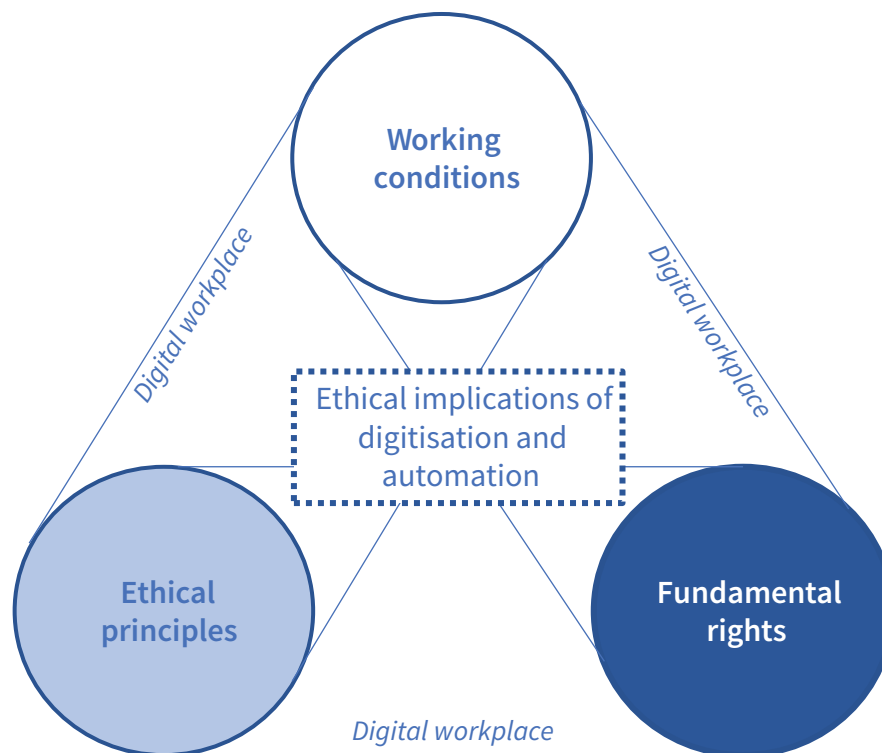 Working
conditions
Digital workplace
Digital workplace
Ethical implications of
digitisation and
automation
Ethical
principles
Fundamental
rights
Digital workplace